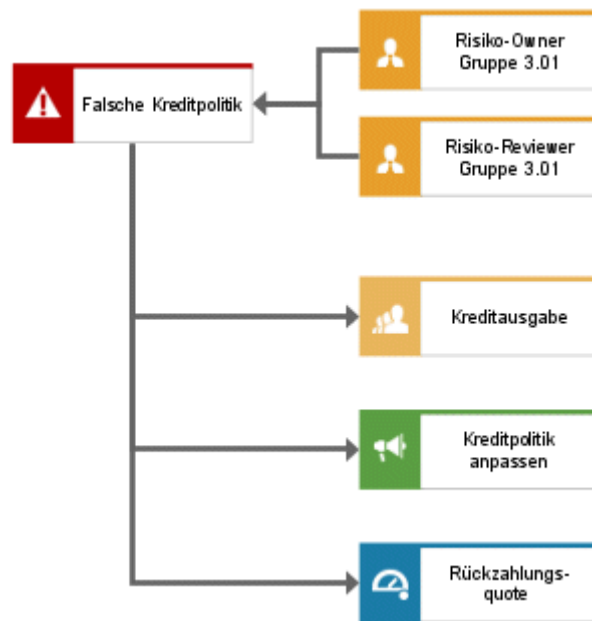 Risiko-Owner
Gruppe 3.01
Falsche Kreditpolitik
Risiko-Reviewer
Gruppe 3.01
Kreditausgabe
Kreditpolitik
anpassen
Rückzahlungs-
quote